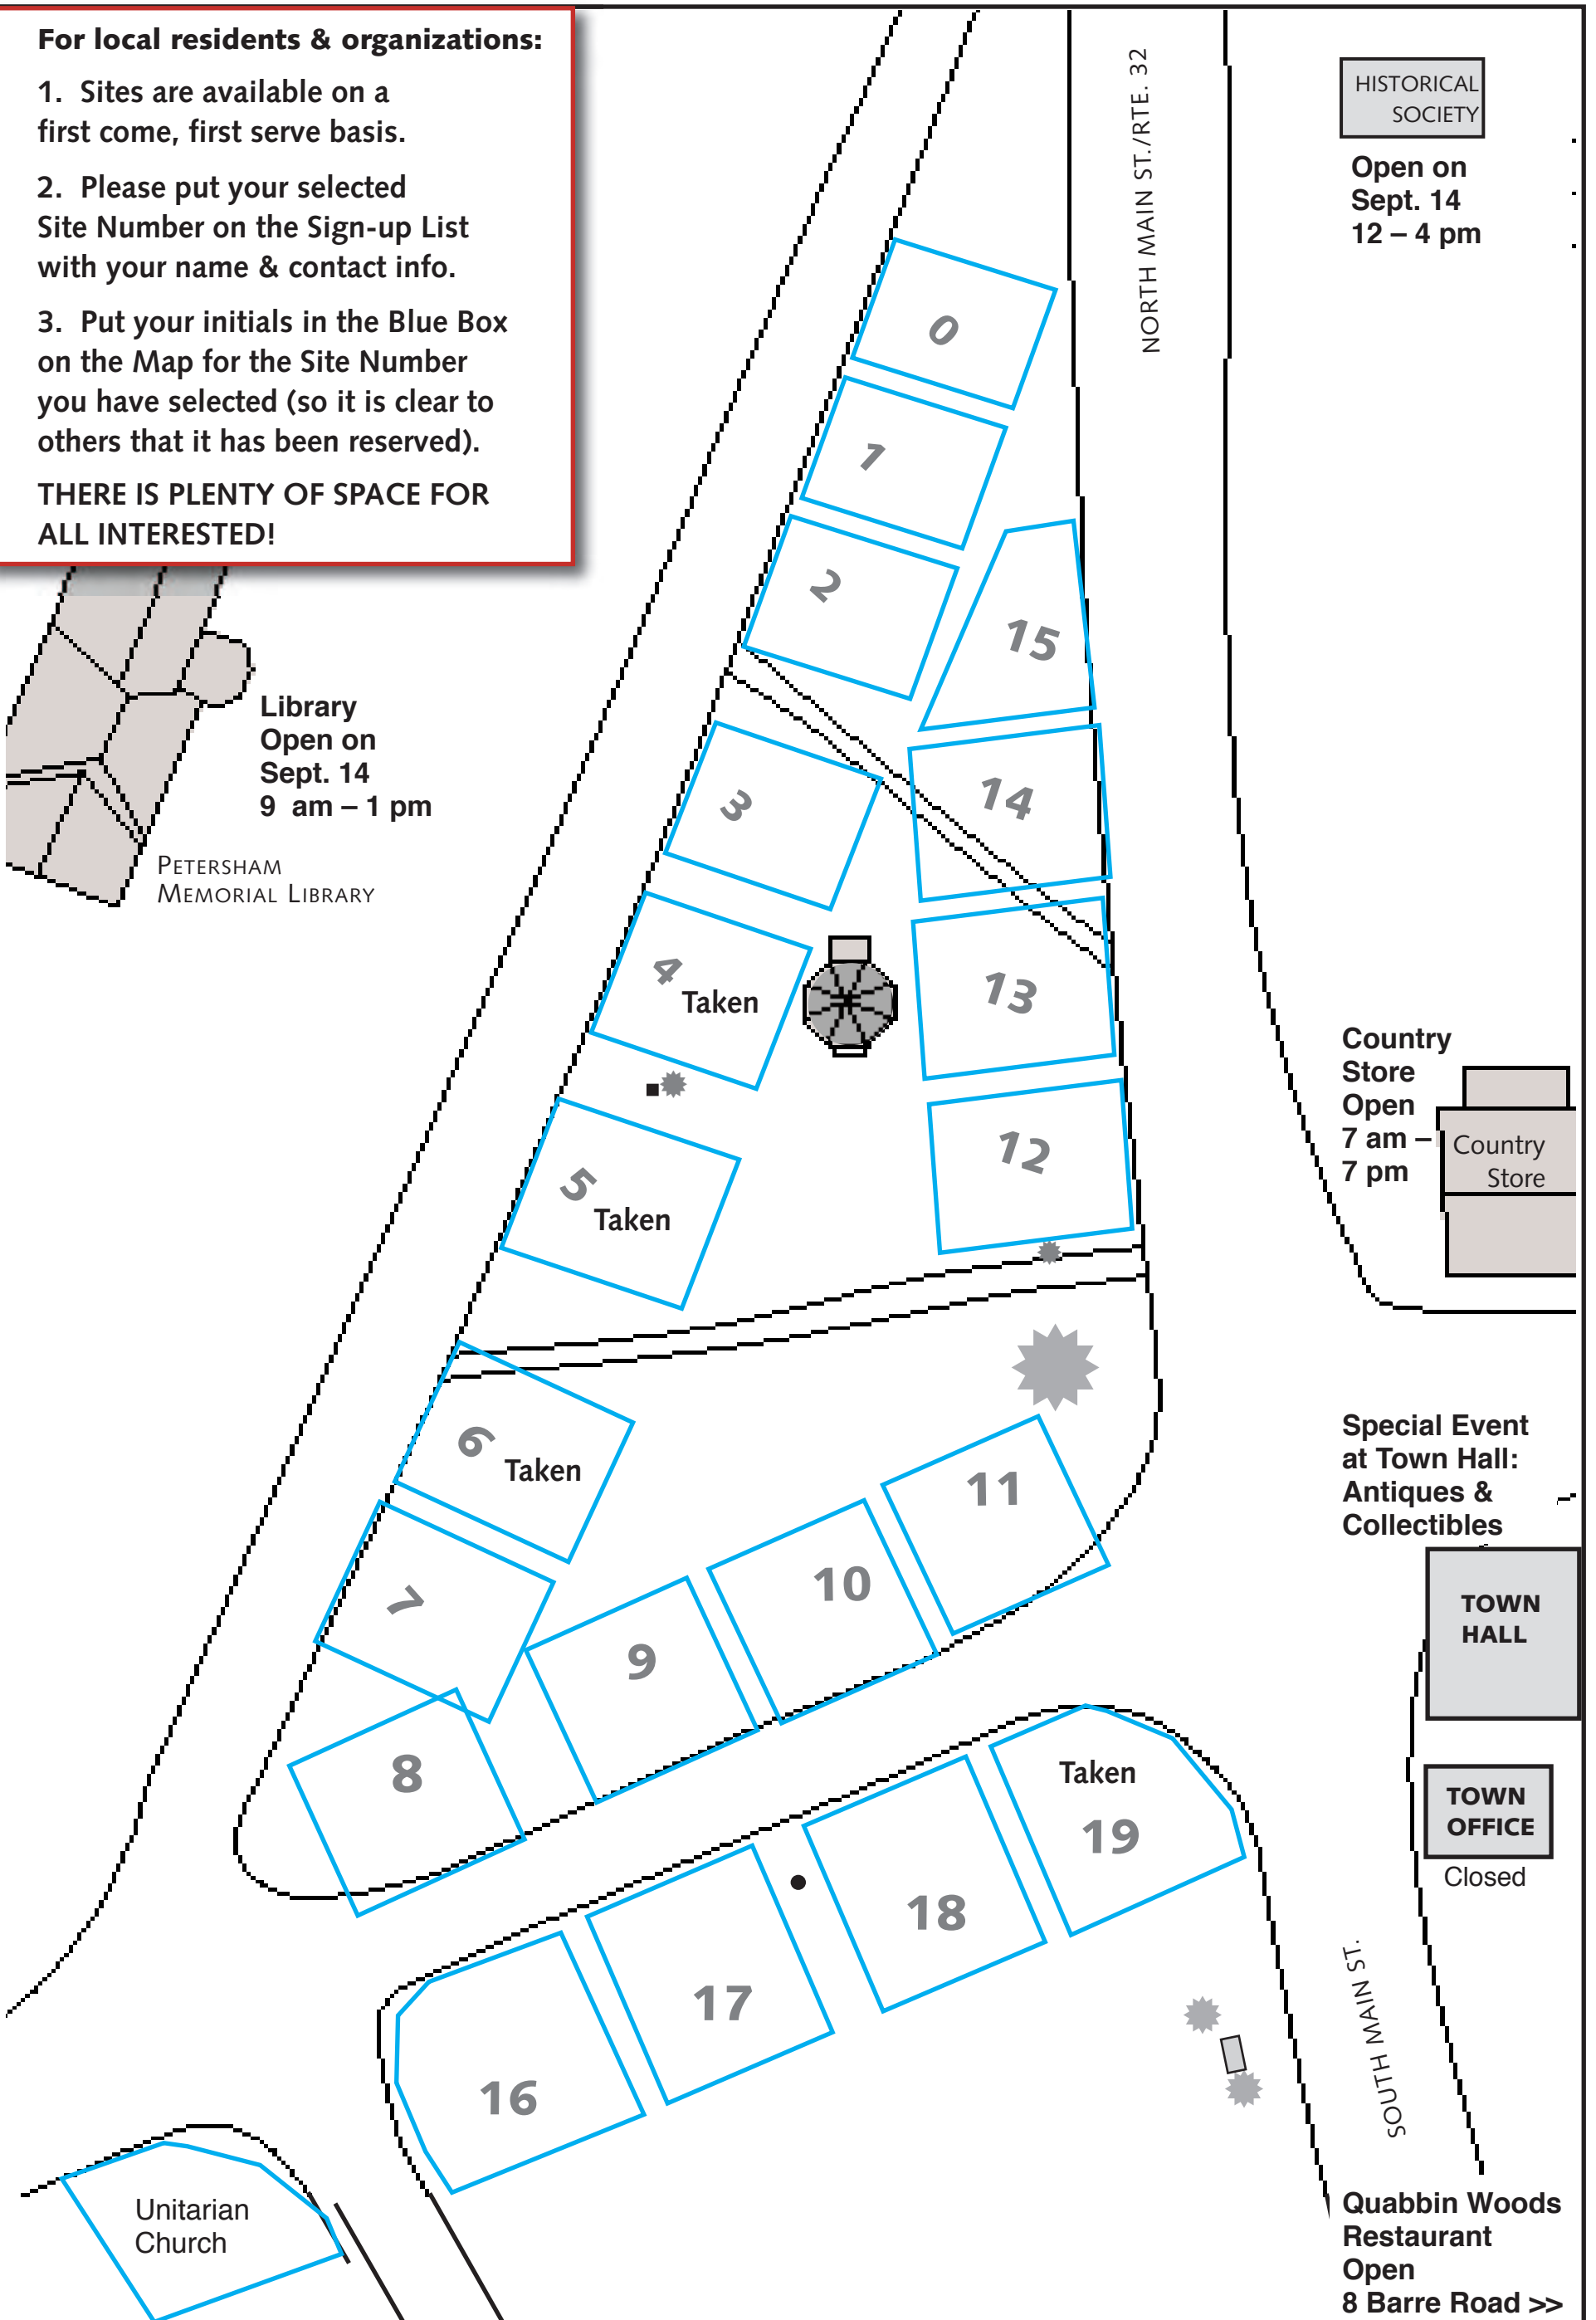 For local residents & organizations:
1. Sites are available on a
first come, first serve basis.
2. Please put your selected
Site Number on the Sign-up List
with your name & contact info.
3. Put your initials in the Blue Box
on the Map for the Site Number
you have selected (so it is clear to
others that it has been reserved).
THERE IS PLENTY OF SPACE FOR
ALL INTERESTED!
NORTH MAIN ST./RTE. 32
HISTORICAL
SOCIETY
Open on
Sept. 14
12 – 4 pm
0
1
2
15
Library
Open on
Sept. 14
9 am – 1 pm
PETERSHAM
MEMORIAL LIBRARY
3
14
4
Taken
13
5
Taken
12
Country
Store
Open
7 am –
7 pm
Country
Store
6
Taken
11
Special Event
at Town Hall:
Antiques &
Collectibles
TOWN
HALL
7
10
9
8
Taken
19
TOWN
OFFICE
Closed
18
17
16
SOUTH MAIN ST.
Unitarian
Church
Quabbin Woods
Restaurant
Open
8 Barre Road >>